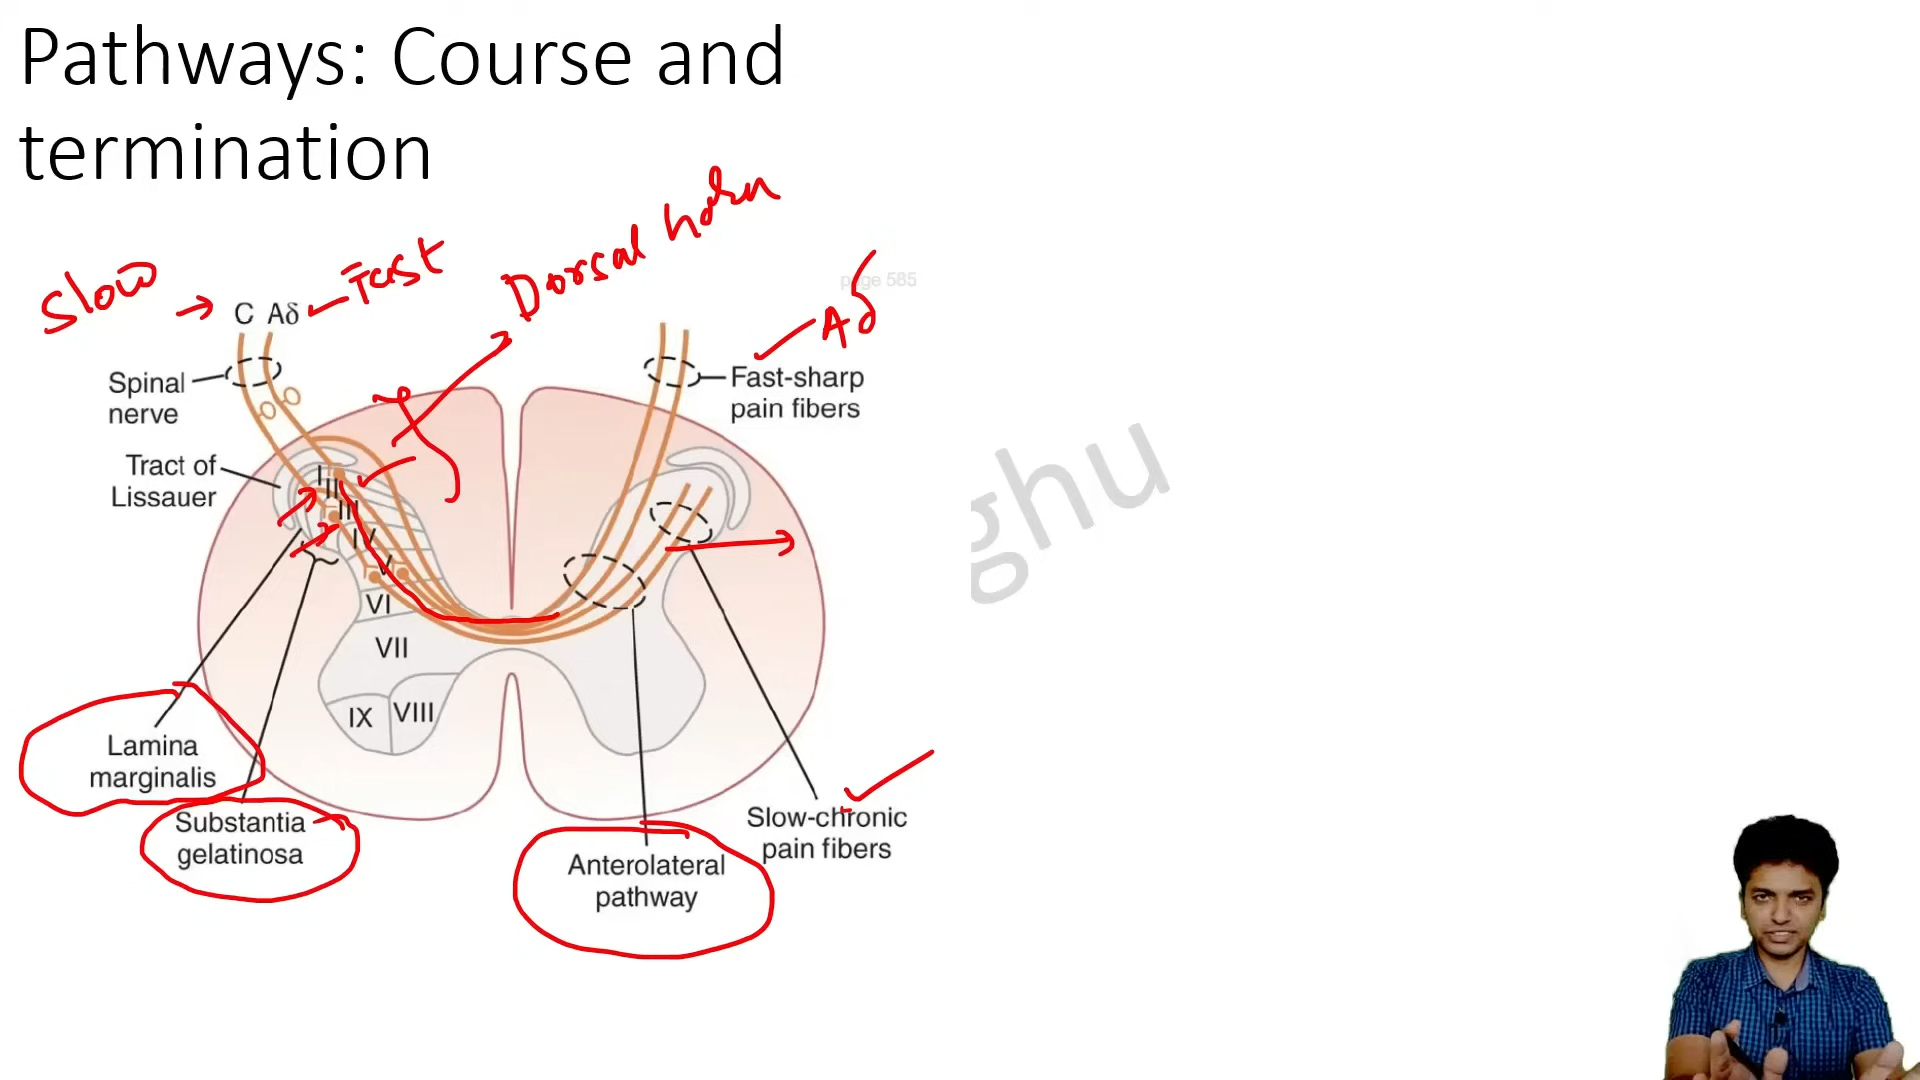 Pathways: Course and
termination
Dorsal horn
Slow → C Aδ Fast
page 585
Aδ
Spinal
nerve
Fast-sharp
pain fibers
Tract of
Lissauer
ghu
I
II
III
IV
V
VI
VII
IX VIII
Lamina
marginalis
Substantia
gelatinosa
Anterolateral
pathway
Slow-chronic
pain fibers